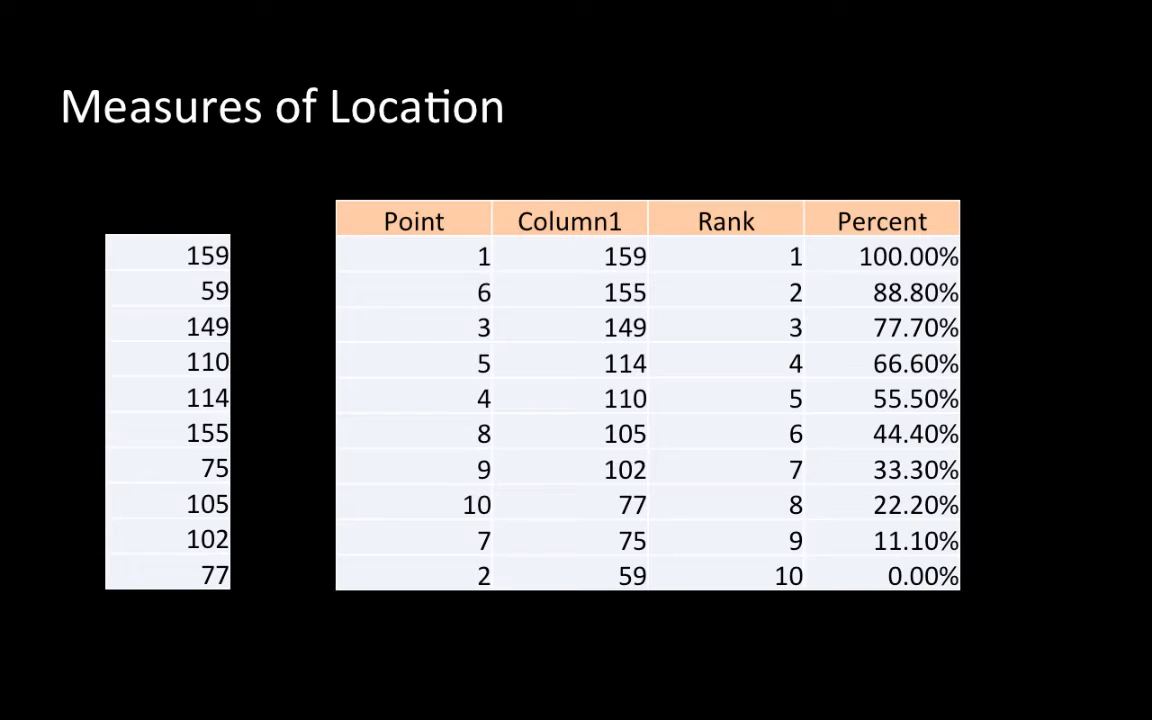 Measures of Location
159
59
149
110
114
155
75
105
102
77
Point Column1 Rank Percent
1 159 1 100.00%
6 155 2 88.80%
3 149 3 77.70%
5 114 4 66.60%
4 110 5 55.50%
8 105 6 44.40%
9 102 7 33.30%
10 77 8 22.20%
7 75 9 11.10%
2 59 10 0.00%